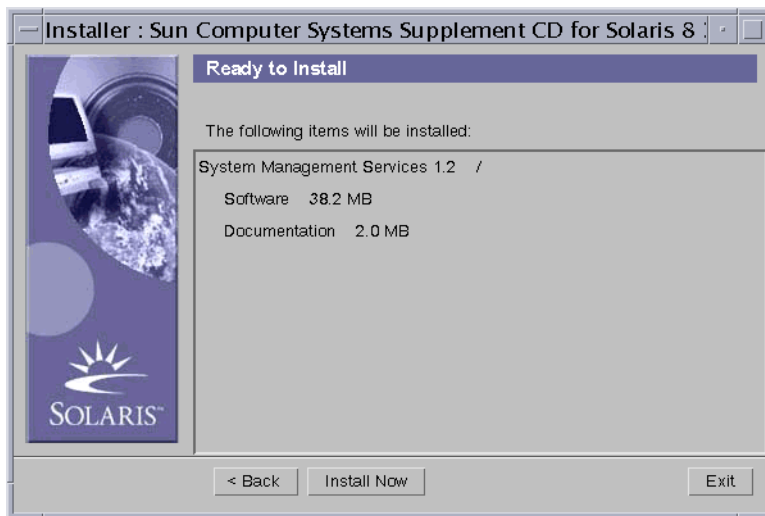 Installer : Sun Computer Systems Supplement CD for Solaris 8
Ready to Install
The following items will be installed:
System Management Services 1.2 /
Software 38.2 MB
Documentation 2.0 MB
SOLARIS™
< Back Install Now Exit